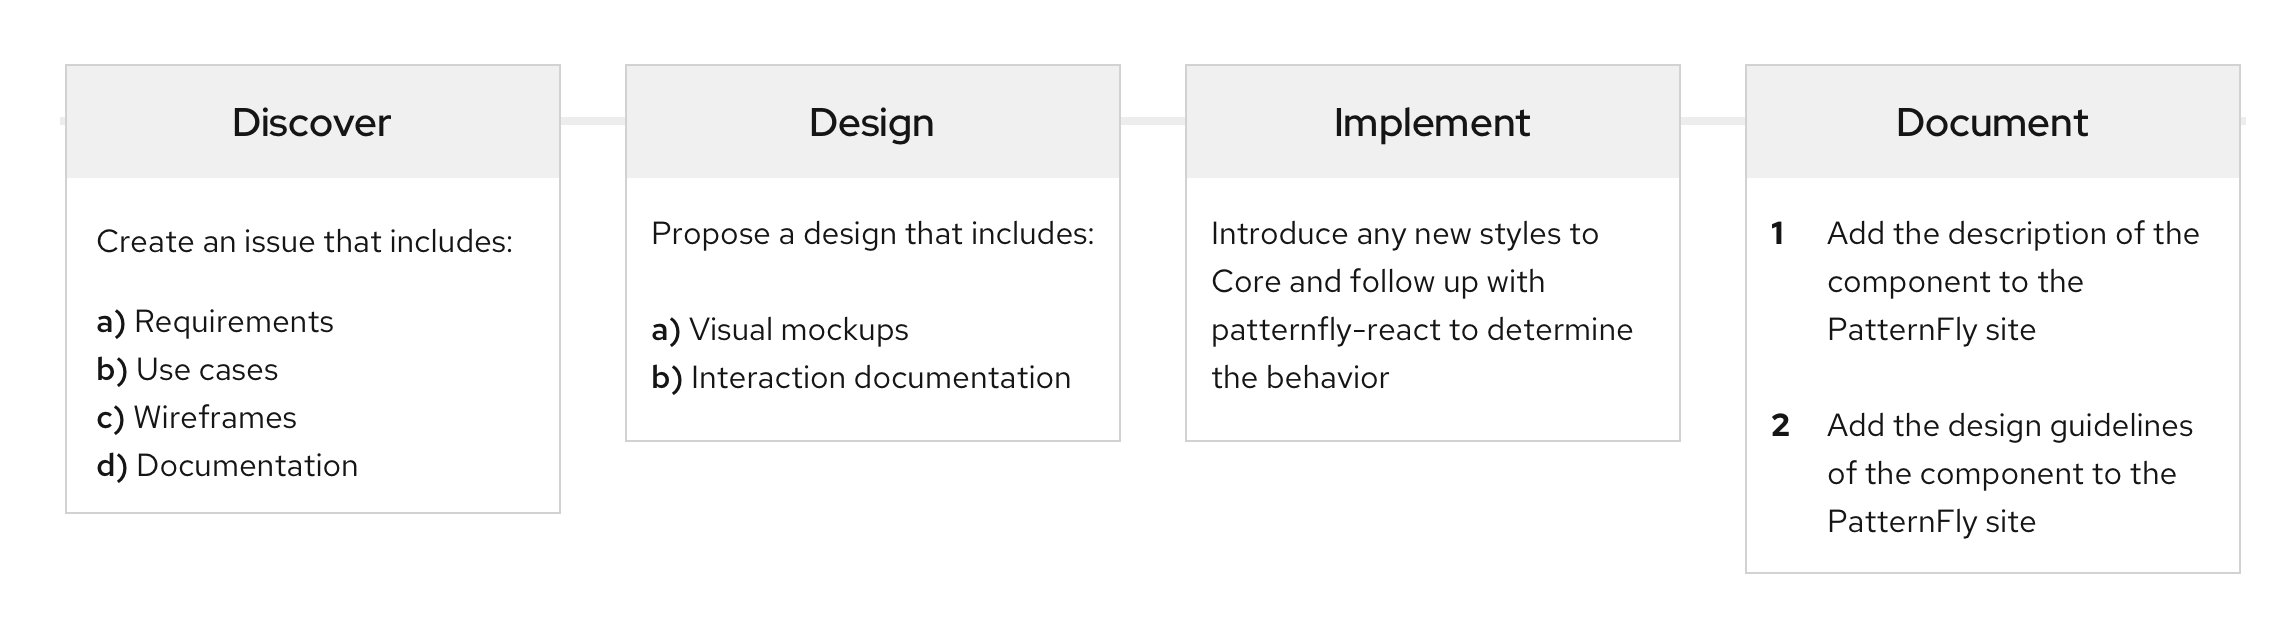 Discover
Create an issue that includes:
a) Requirements
b) Use cases
c) Wireframes
d) Documentation
Design
Propose a design that includes:
a) Visual mockups
b) Interaction documentation
Implement
Introduce any new styles to
Core and follow up with
patternfly-react to determine
the behavior
Document
1 Add the description of the
component to the
PatternFly site
2 Add the design guidelines
of the component to the
PatternFly site